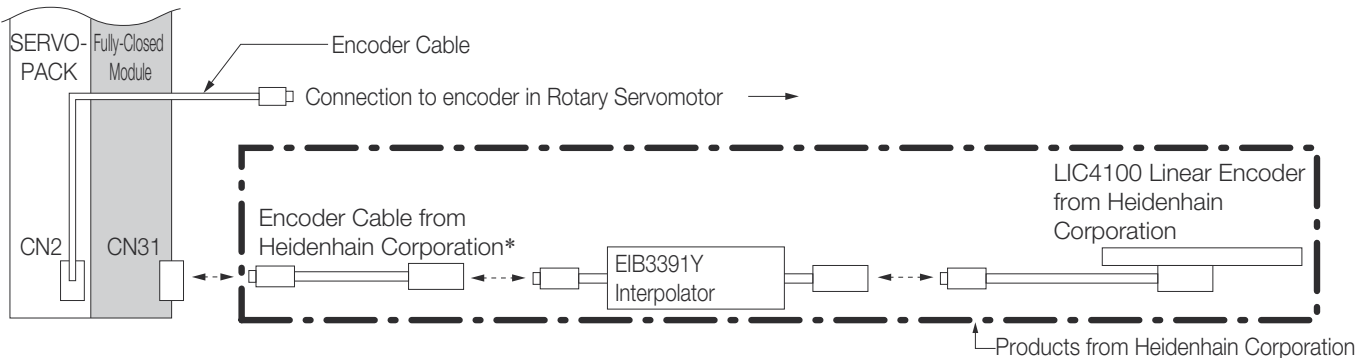 SERVO-
PACK
Fully-Closed
Module
Encoder Cable
Connection to encoder in Rotary Servomotor
LIC4100 Linear Encoder
from Heidenhain
Corporation
Encoder Cable from
Heidenhain Corporation*
CN2
CN31
EIB3391Y
Interpolator
Products from Heidenhain Corporation